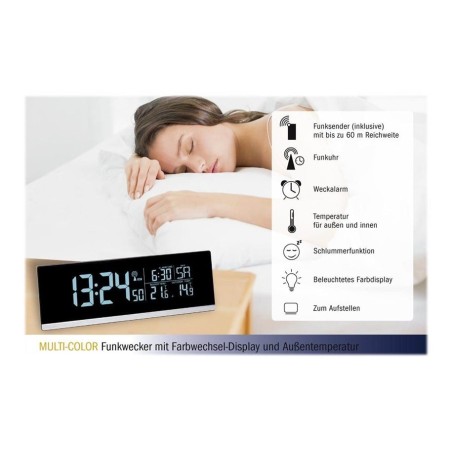 Funksender (inklusive)
mit bis zu 60 m Reichweite
Funkuhr
Weckalarm
Temperatur
für außen und innen
Schlummerfunktion
Beleuchtetes Farbdisplay
Zum Aufstellen
13:24 50 6:30 SA
21.6 14.9
MULTI-COLOR Funkwecker mit Farbwechsel-Display und Außentemperatur